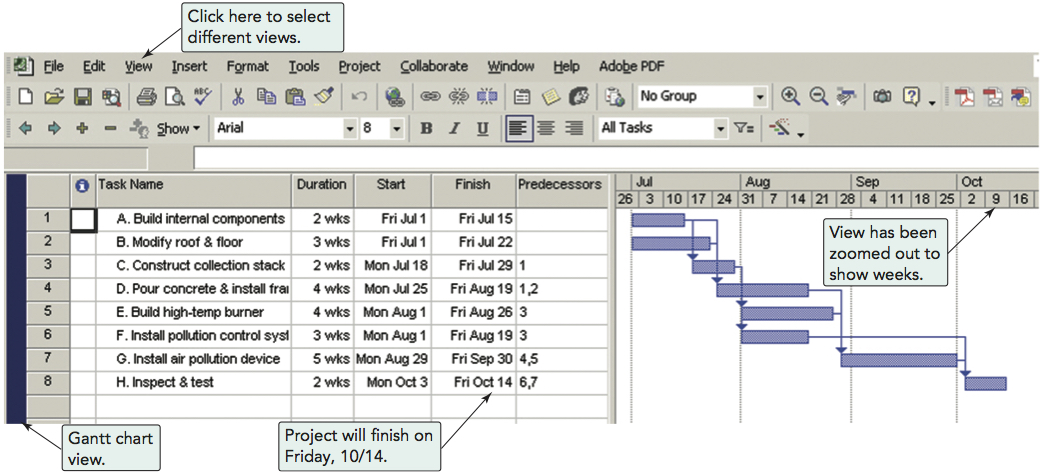 Click here to select
different views.
File Edit View Insert Format Tools Project Collaborate Window Help Adobe PDF
ABC No Group
Show Arial 8 B I U All Tasks
Task Name Duration Start Finish Predecessors Jul Aug Sep Oct
26 3 10 17 24 31 7 14 21 28 4 11 18 25 2 9 16
1 A. Build internal components 2 wks Fri Jul 1 Fri Jul 15
2 B. Modify roof & floor 3 wks Fri Jul 1 Fri Jul 22
3 C. Construct collection stack 2 wks Mon Jul 18 Fri Jul 29 1
4 D. Pour concrete & install frar 4 wks Mon Jul 25 Fri Aug 19 1,2
5 E. Build high-temp burner 4 wks Mon Aug 1 Fri Aug 26 3
6 F. Install pollution control syst 3 wks Mon Aug 1 Fri Aug 19 3
7 G. Install air pollution device 5 wks Mon Aug 29 Fri Sep 30 4,5
8 H. Inspect & test 2 wks Mon Oct 3 Fri Oct 14 6,7
View has been
zoomed out to
show weeks.
Gantt chart
view.
Project will finish on
Friday, 10/14.